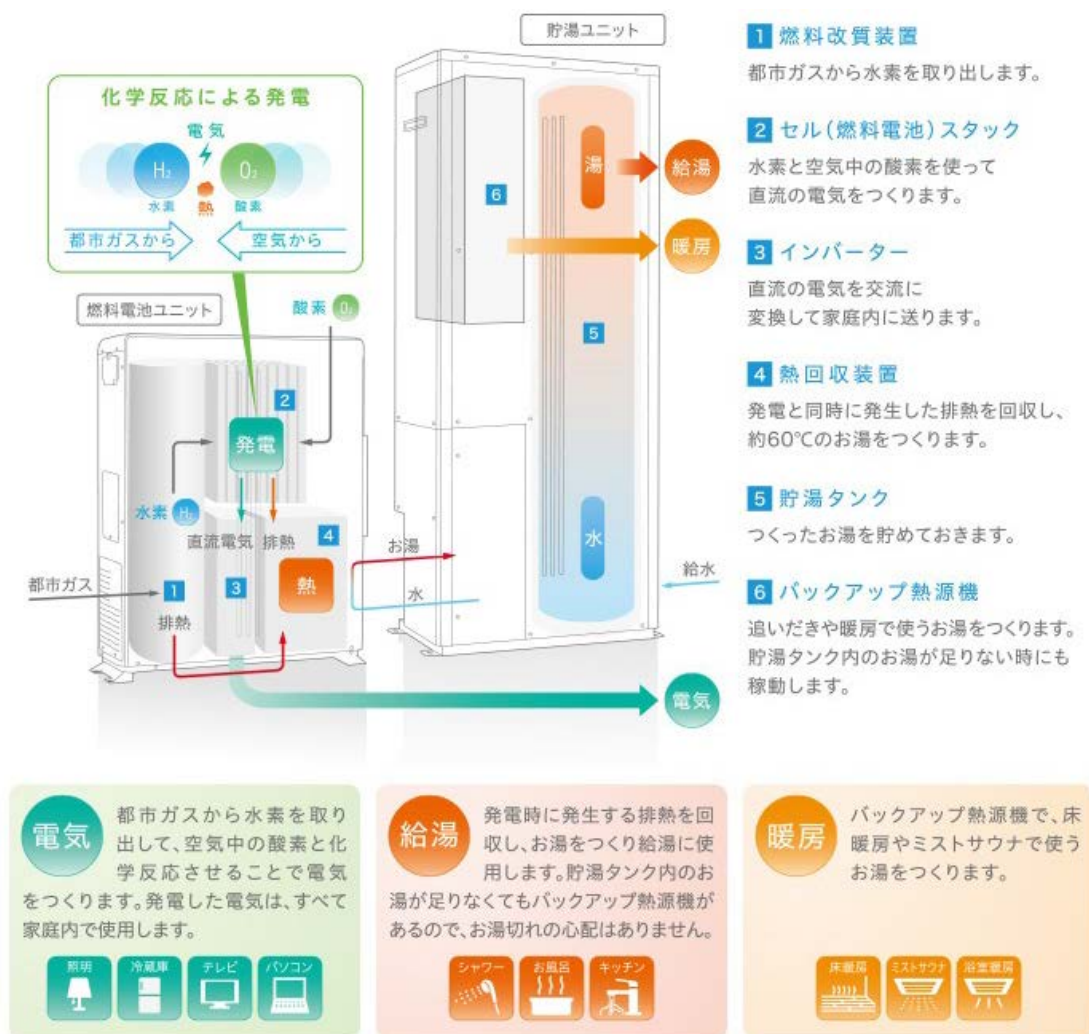 貯湯ユニット
化学反応による発電
電気
H₂
O₂
水素
熱
酸素
都市ガスから
空気から
燃料電池ユニット
酸素 O₂
2
発電
水素 H₂
直流電気
排熱
4
熱
都市ガス
1
3
排熱
お湯
水
6
湯
給湯
暖房
5
水
給水
電気
1 燃料改質装置
都市ガスから水素を取り出します。
2 セル(燃料電池)スタック
水素と空気中の酸素を使って
直流の電気をつくります。
3 インバーター
直流の電気を交流に
変換して家庭内に送ります。
4 熱回収装置
発電と同時に発生した排熱を回収し、
約60℃のお湯をつくります。
5 貯湯タンク
つくったお湯を貯めておきます。
6 バックアップ熱源機
追いだきや暖房で使うお湯をつくります。
貯湯タンク内のお湯が足りない時にも
稼動します。
電気
都市ガスから水素を取り
出して、空気中の酸素と化
学反応させることで電気
をつくります。発電した電気は、すべて
家庭内で使用します。
照明
冷蔵庫
テレビ
パソコン
給湯
発電時に発生する排熱を回
収し、お湯をつくり給湯に使
用します。貯湯タンク内のお
湯が足りなくてもバックアップ熱源機が
あるので、お湯切れの心配はありません。
シャワー
お風呂
キッチン
暖房
バックアップ熱源機で、床
暖房やミストサウナで使う
お湯をつくります。
床暖房
ミストサウナ
浴室暖房